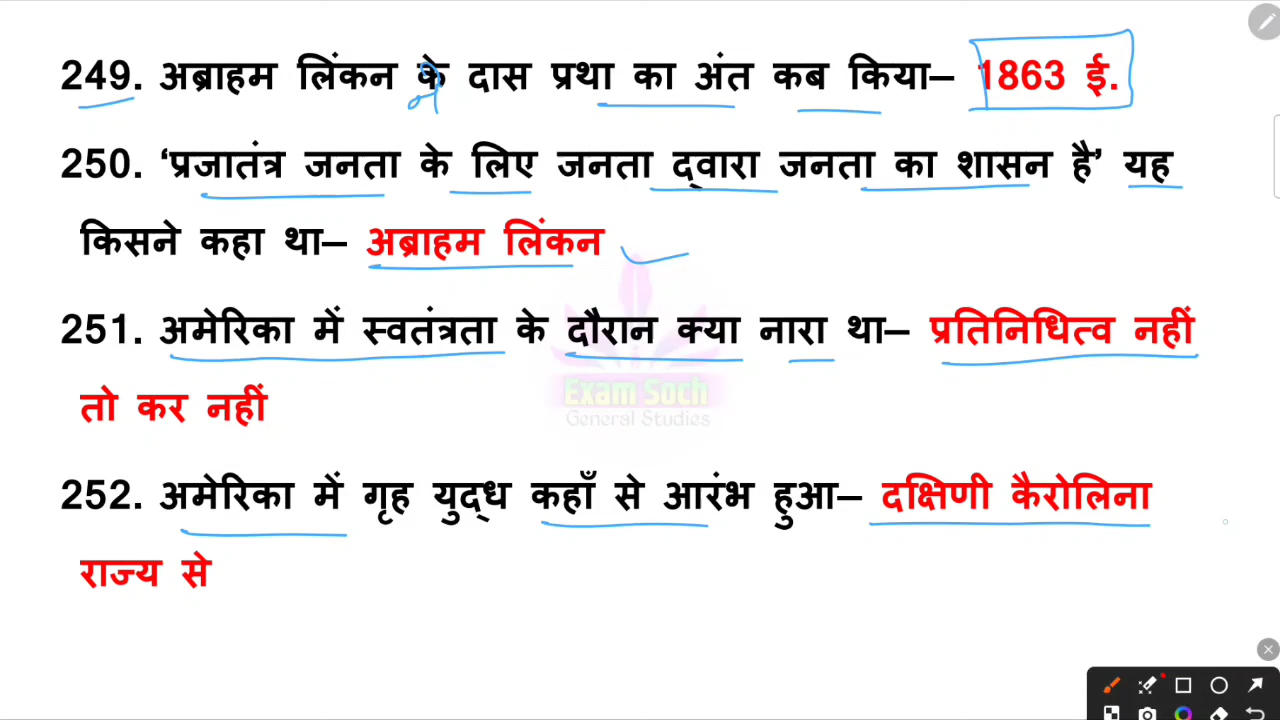 249. अब्राहम लिंकन के दास प्रथा का अंत कब किया– 1863 ई.
ने
250. ‘प्रजातंत्र जनता के लिए जनता द्वारा जनता का शासन है’ यह
किसने कहा था– अब्राहम लिंकन
251. अमेरिका में स्वतंत्रता के दौरान क्या नारा था– प्रतिनिधित्व नहीं
Exam Soch
General Studies
तो कर नहीं
252. अमेरिका में गृह युद्ध कहाँ से आरंभ हुआ– दक्षिणी कैरोलिना
राज्य से